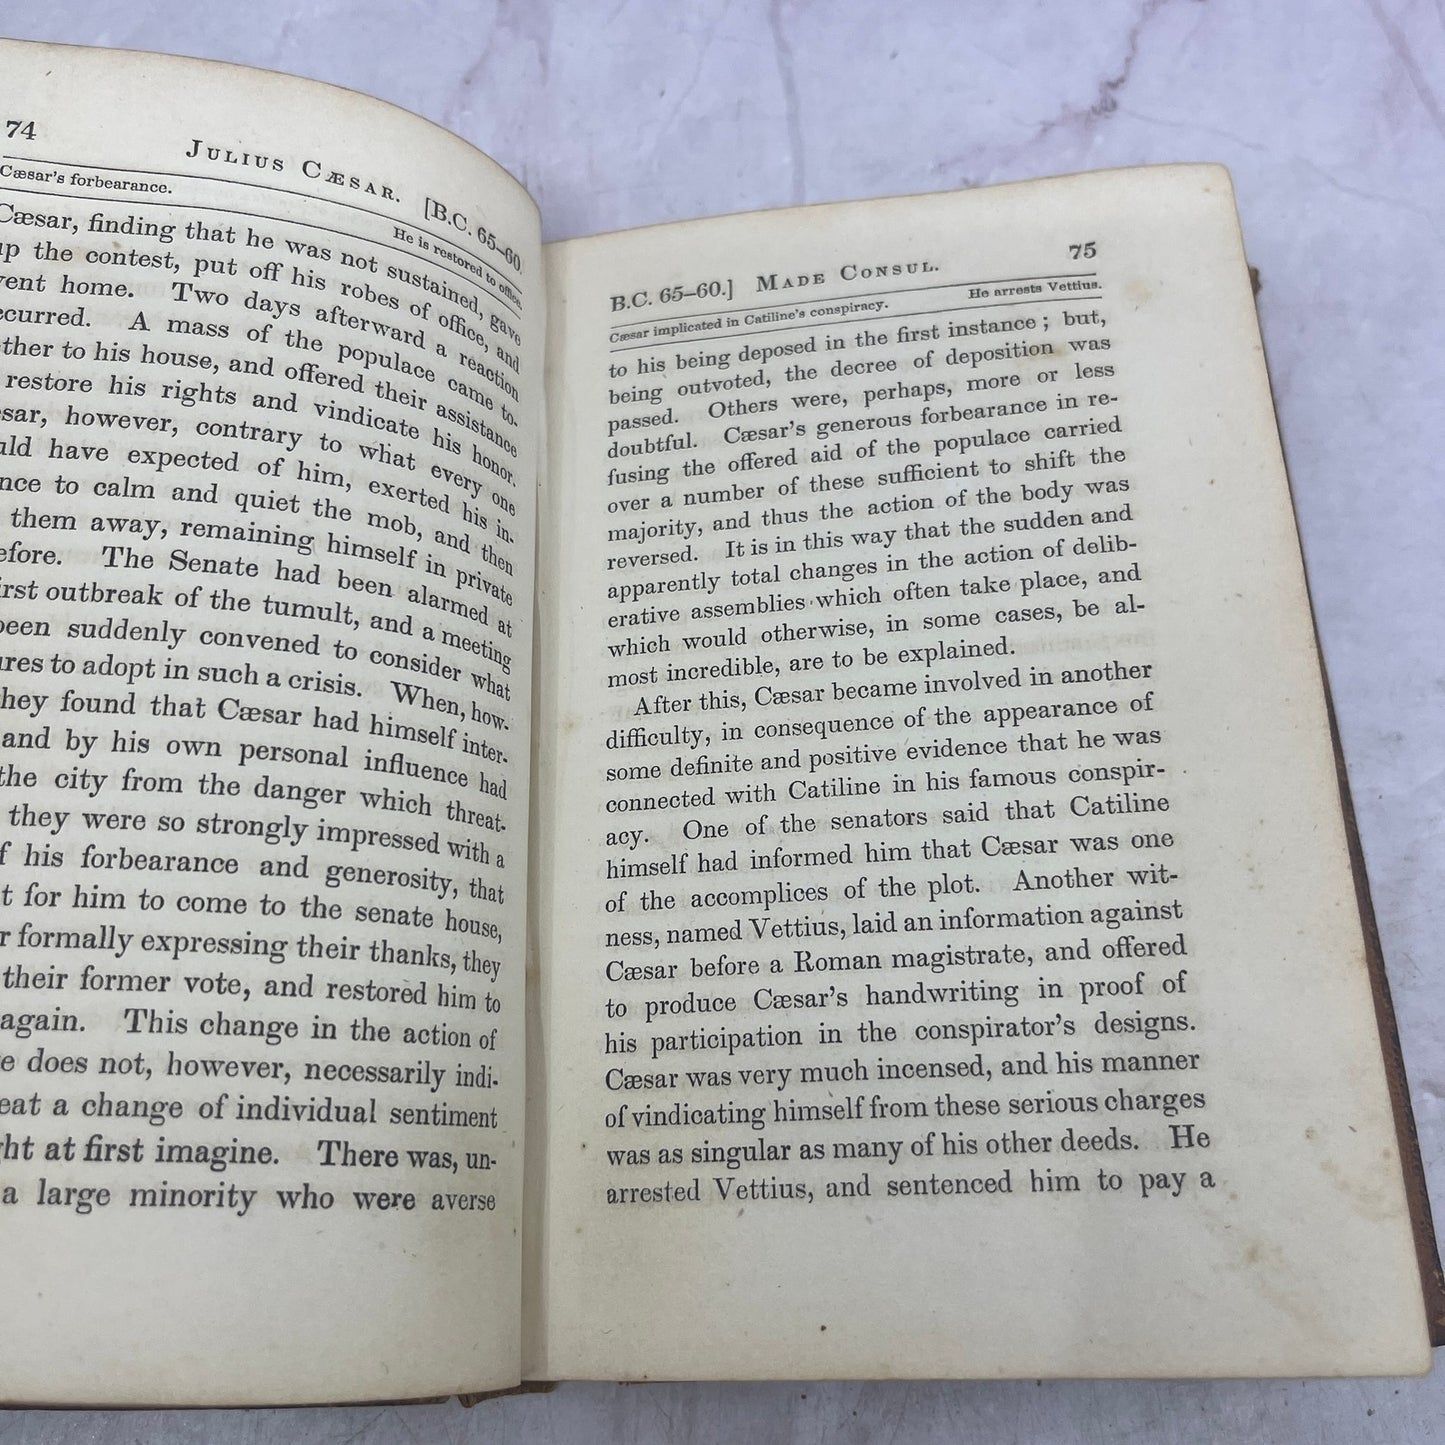 74
JULIUS CÆSAR.
[B.C. 65–60.
Cæsar's forbearance.
He is restored to office.
Cæsar, finding that he was not sustained, gave
up the contest, put off his robes of office, and
went home. Two days afterward a reaction
occurred. A mass of the populace came to-
ther to his house, and offered their assistance
restore his rights and vindicate his honor.
esar, however, contrary to what every one
uld have expected of him, exerted his in-
nce to calm and quiet the mob, and then
them away, remaining himself in private
efore. The Senate had been alarmed at
irst outbreak of the tumult, and a meeting
been suddenly convened to consider what
ures to adopt in such a crisis. When, how-
they found that Cæsar had himself inter-
and by his own personal influence had
the city from the danger which threat-
they were so strongly impressed with a
f his forbearance and generosity, that
t for him to come to the senate house,
r formally expressing their thanks, they
their former vote, and restored him to
again. This change in the action of
e does not, however, necessarily indi-
eat a change of individual sentiment
ght at first imagine. There was, un-
a large minority who were averse
B.C. 65–60.] MADE CONSUL. 75
Cæsar implicated in Catiline's conspiracy. He arrests Vettius.
to his being deposed in the first instance; but,
being outvoted, the decree of deposition was
passed. Others were, perhaps, more or less
doubtful. Cæsar's generous forbearance in re-
fusing the offered aid of the populace carried
over a number of these sufficient to shift the
majority, and thus the action of the body was
reversed. It is in this way that the sudden and
apparently total changes in the action of delib-
erative assemblies which often take place, and
which would otherwise, in some cases, be al-
most incredible, are to be explained.
After this, Cæsar became involved in another
difficulty, in consequence of the appearance of
some definite and positive evidence that he was
connected with Catiline in his famous conspir-
acy. One of the senators said that Catiline
himself had informed him that Cæsar was one
of the accomplices of the plot. Another wit-
ness, named Vettius, laid an information against
Cæsar before a Roman magistrate, and offered
to produce Cæsar's handwriting in proof of
his participation in the conspirator's designs.
Cæsar was very much incensed, and his manner
of vindicating himself from these serious charges
was as singular as many of his other deeds. He
arrested Vettius, and sentenced him to pay a